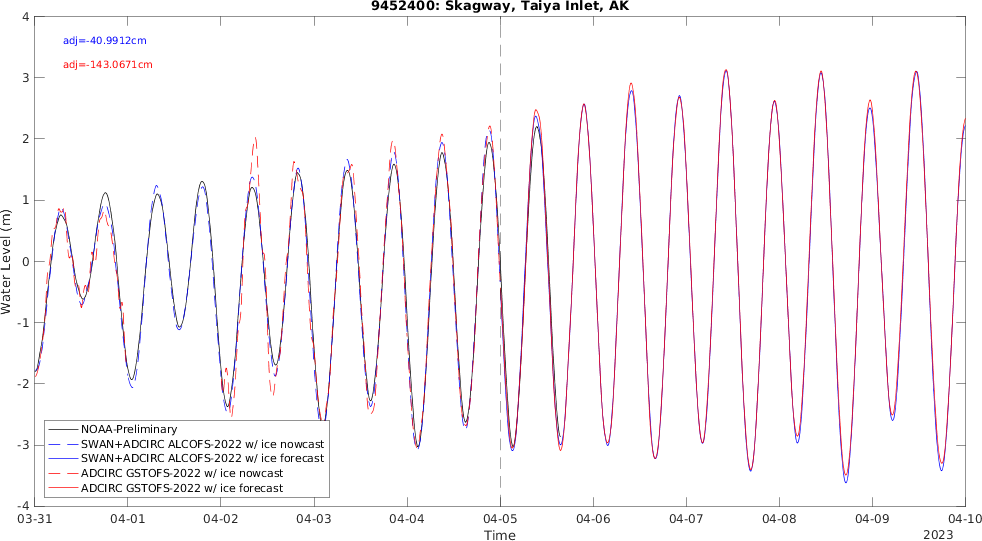 9452400: Skagway, Taiya Inlet, AK
adj=-40.9912cm
adj=-143.0671cm
Water Level (m)
4
3
2
1
0
-1
-2
-3
-4
NOAA-Preliminary
SWAN+ADCIRC ALCOFS-2022 w/ ice nowcast
SWAN+ADCIRC ALCOFS-2022 w/ ice forecast
ADCIRC GSTOFS-2022 w/ ice nowcast
ADCIRC GSTOFS-2022 w/ ice forecast
03-31 04-01 04-02 04-03 04-04 04-05 04-06 04-07 04-08 04-09 04-10
Time
2023